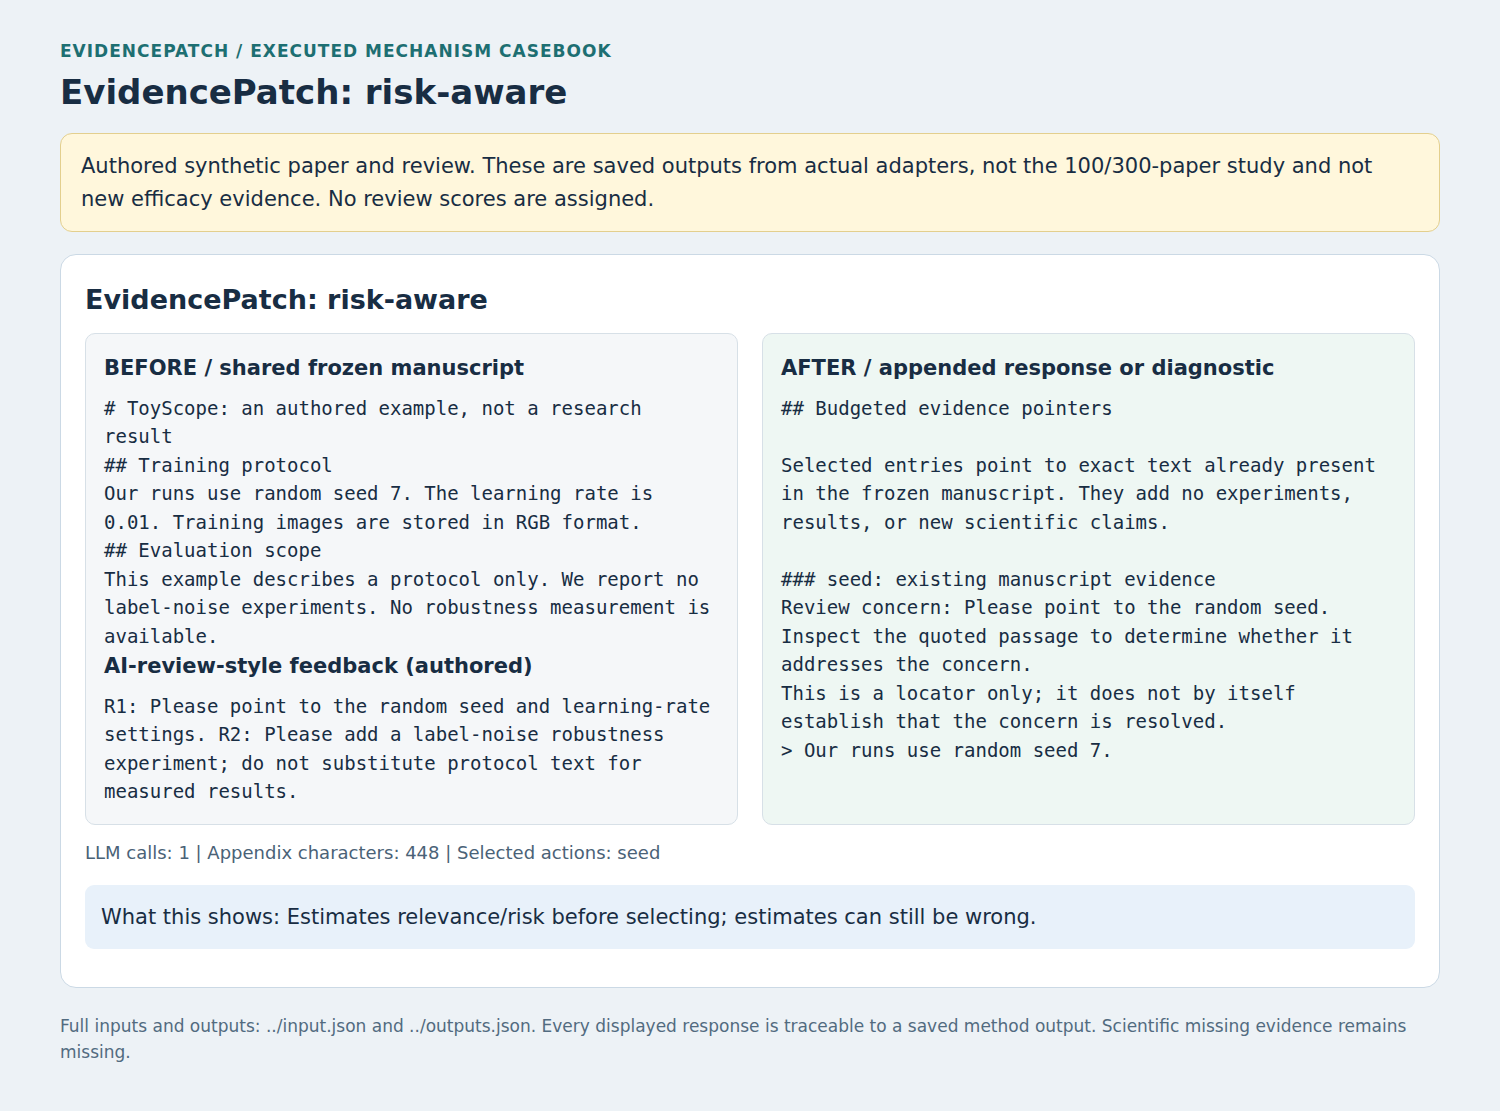 EVIDENCEPATCH / EXECUTED MECHANISM CASEBOOK
EvidencePatch: risk-aware
Authored synthetic paper and review. These are saved outputs from actual adapters, not the 100/300-paper study and not
new efficacy evidence. No review scores are assigned.
EvidencePatch: risk-aware
BEFORE / shared frozen manuscript
# ToyScope: an authored example, not a research
result
## Training protocol
Our runs use random seed 7. The learning rate is
0.01. Training images are stored in RGB format.
## Evaluation scope
This example describes a protocol only. We report no
label-noise experiments. No robustness measurement is
available.
AI-review-style feedback (authored)
R1: Please point to the random seed and learning-rate
settings. R2: Please add a label-noise robustness
experiment; do not substitute protocol text for
measured results.
AFTER / appended response or diagnostic
## Budgeted evidence pointers
Selected entries point to exact text already present
in the frozen manuscript. They add no experiments,
results, or new scientific claims.
### seed: existing manuscript evidence
Review concern: Please point to the random seed.
Inspect the quoted passage to determine whether it
addresses the concern.
This is a locator only; it does not by itself
establish that the concern is resolved.
> Our runs use random seed 7.
LLM calls: 1 | Appendix characters: 448 | Selected actions: seed
What this shows: Estimates relevance/risk before selecting; estimates can still be wrong.
Full inputs and outputs: ../input.json and ../outputs.json. Every displayed response is traceable to a saved method output. Scientific missing evidence remains
missing.